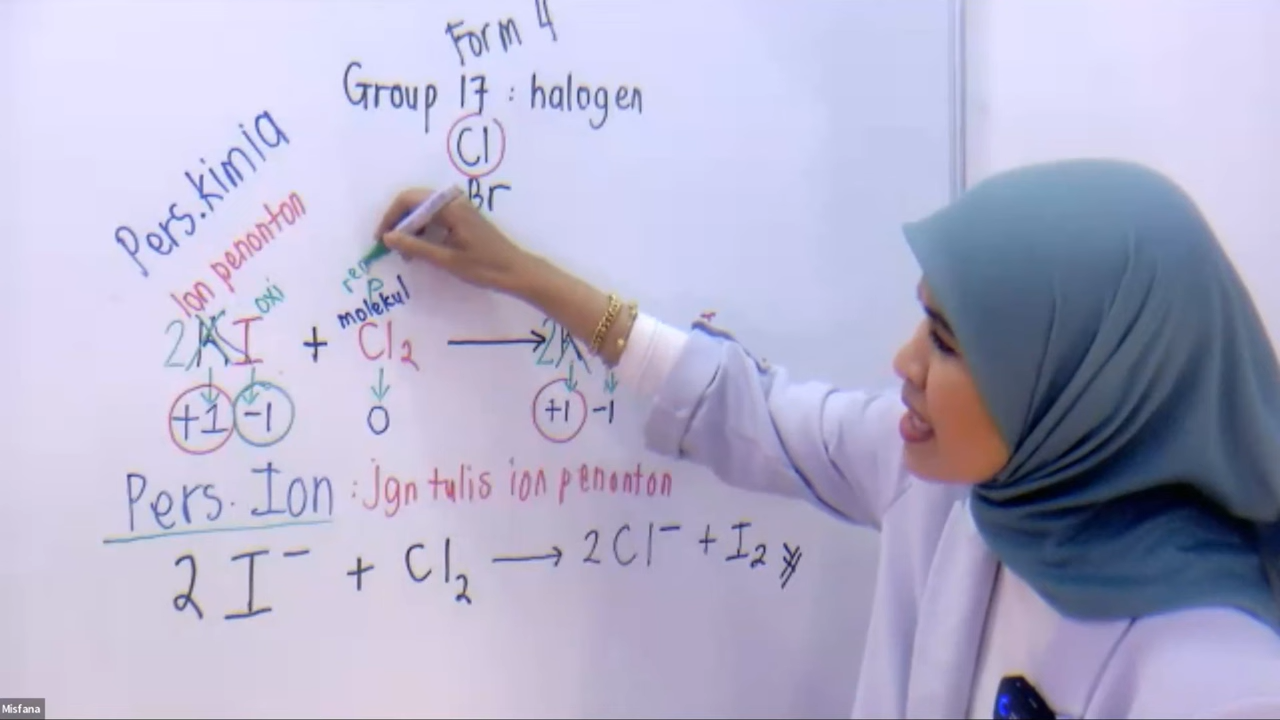 Form 4
Group 17 : halogen
Cl
Br
Pers. kimia
Ion penonton
oxi
molekul
2KI + Cl₂ ⟶ 2K
+1 -1 0 +1 -1
Pers. Ion : Jgn tulis ion penonton
2I⁻ + Cl₂ ⟶ 2Cl⁻ + I₂
Misfana